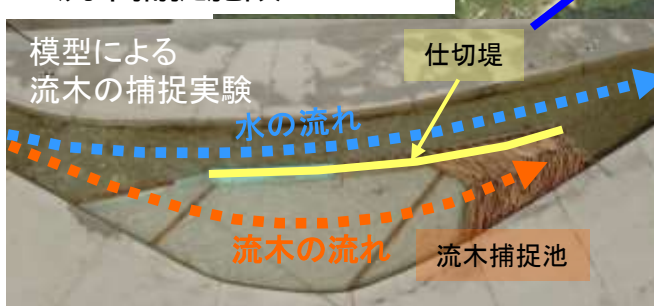 模型による
流木の捕捉実験
仕切堤
水の流れ
流木の流れ
流木捕捉池